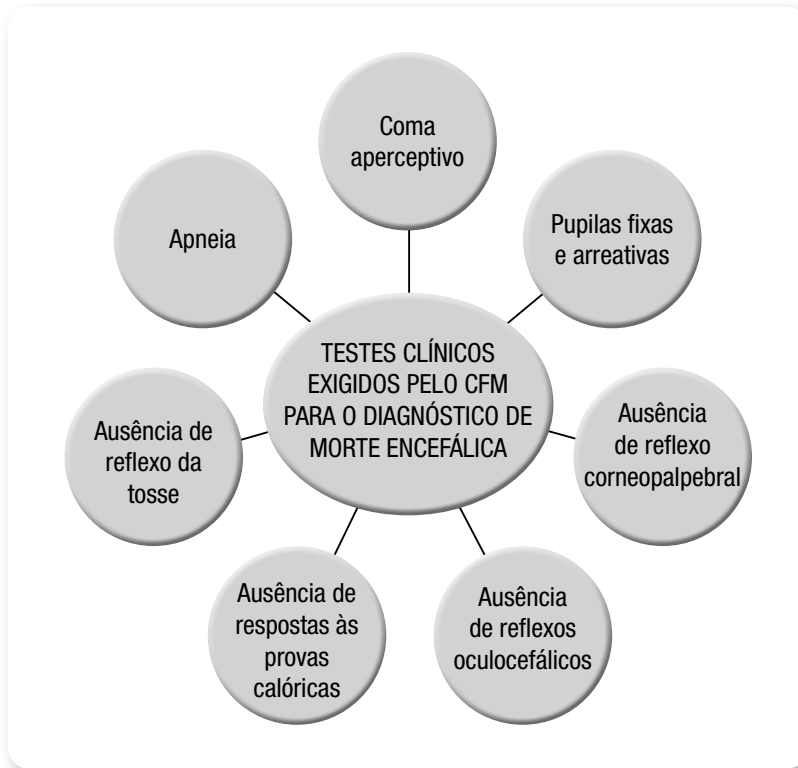 TESTES CLÍNICOS
EXIGIDOS PELO CFM
PARA O DIAGNÓSTICO DE
MORTE ENCEFÁLICA
Coma
aperceptivo
Pupilas fixas
e arreativas
Ausência
de reflexo
corneopalpebral
Ausência
de reflexos
oculocefálicos
Ausência de
respostas às
provas
calóricas
Ausência de
reflexo da
tosse
Apneia